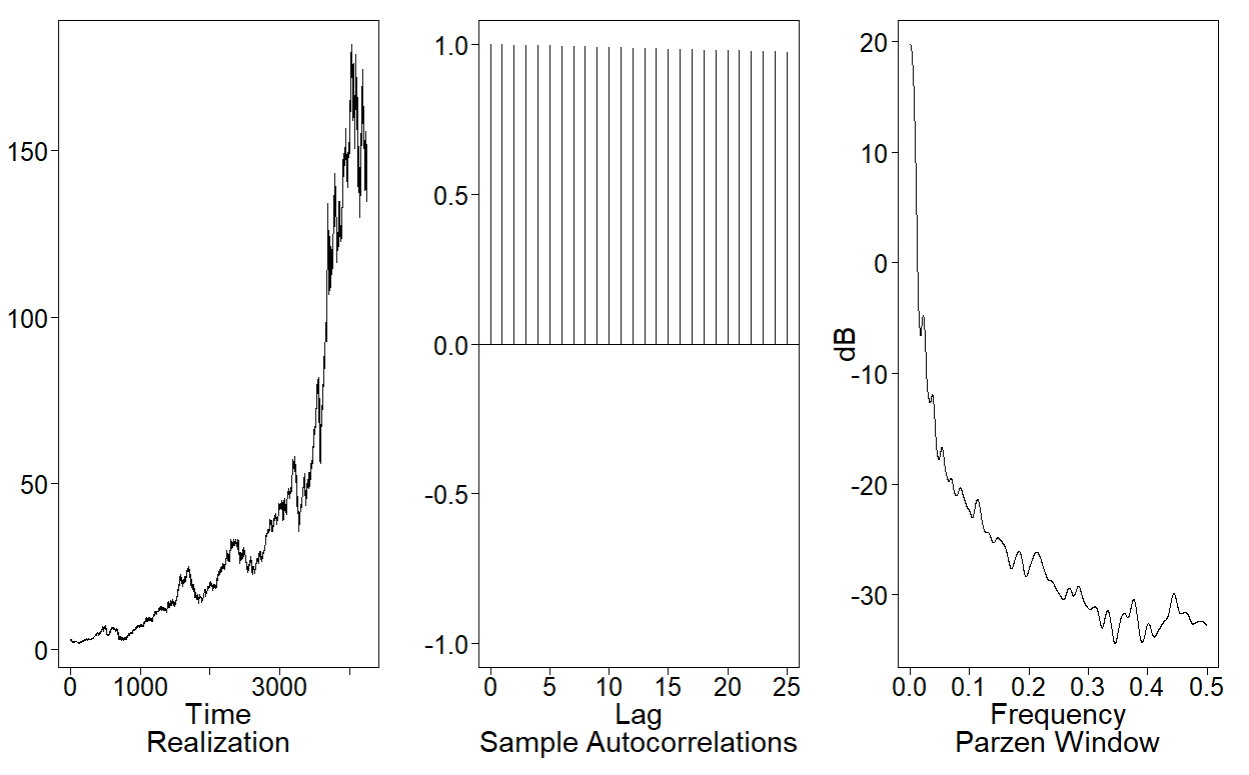 150
100
50
0
0 1000 3000
Time
Realization
1.0
0.5
0.0
-0.5
-1.0
0 5 10 15 20 25
Lag
Sample Autocorrelations
dB
20
10
0
-10
-20
-30
0.0 0.1 0.2 0.3 0.4 0.5
Frequency
Parzen Window